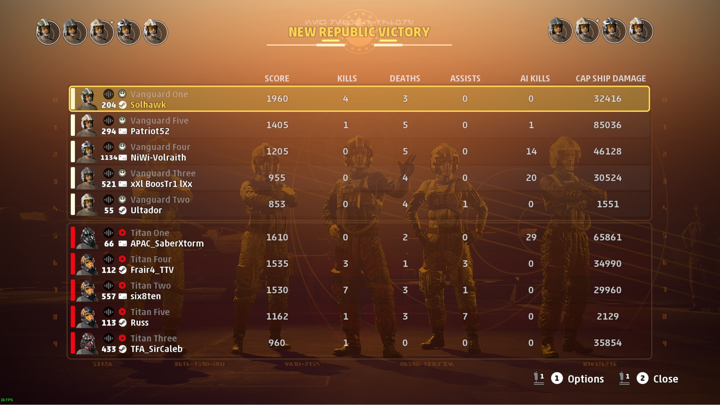 NEW REPUBLIC VICTORY
SCORE KILLS DEATHS ASSISTS AI KILLS CAP SHIP DAMAGE
Vanguard One
204 Solhawk 1960 4 3 0 0 32416
Vanguard Five
294 Patriot52 1405 1 5 0 1 85036
Vanguard Four
1134 NiWi-Volraith 1205 0 5 0 14 46128
Vanguard Three
521 xXl BoosTr1 lXx 955 0 4 0 20 30524
Vanguard Two
55 Ultador 853 0 4 1 0 1551
Titan One
66 APAC_SaberXtorm 1610 0 2 0 29 65861
Titan Four
112 Frair4_TTV 1535 3 1 3 0 34990
Titan Two
557 six8ten 1530 7 3 1 0 29960
Titan Five
113 Russ 1162 1 3 7 0 2129
Titan Three
433 TFA_SirCaleb 960 1 0 0 0 35854
1 1 Options 1 2 Close